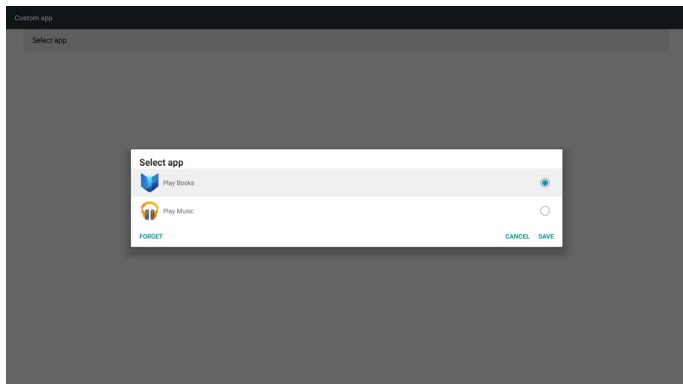 Custom app
Select app
Select app
Play Books
Play Music
FORGET
CANCEL SAVE